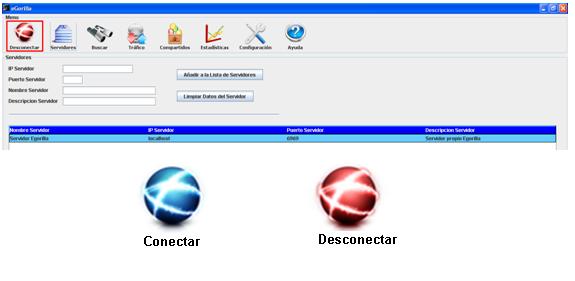 eGorilla
Menu
Desconectar Servidores Buscar Tráfico Compartidos Estadísticas Configuración Ayuda
Servidores
IP Servidor
Puerto Servidor
Nombre Servidor
Descripcion Servidor
Añadir a la Lista de Servidores
Limpiar Datos del Servidor
Nombre Servidor IP Servidor Puerto Servidor Descripcion Servidor
Servidor Egorilla localhost 6969 Servidor propio Egorilla
Conectar Desconectar